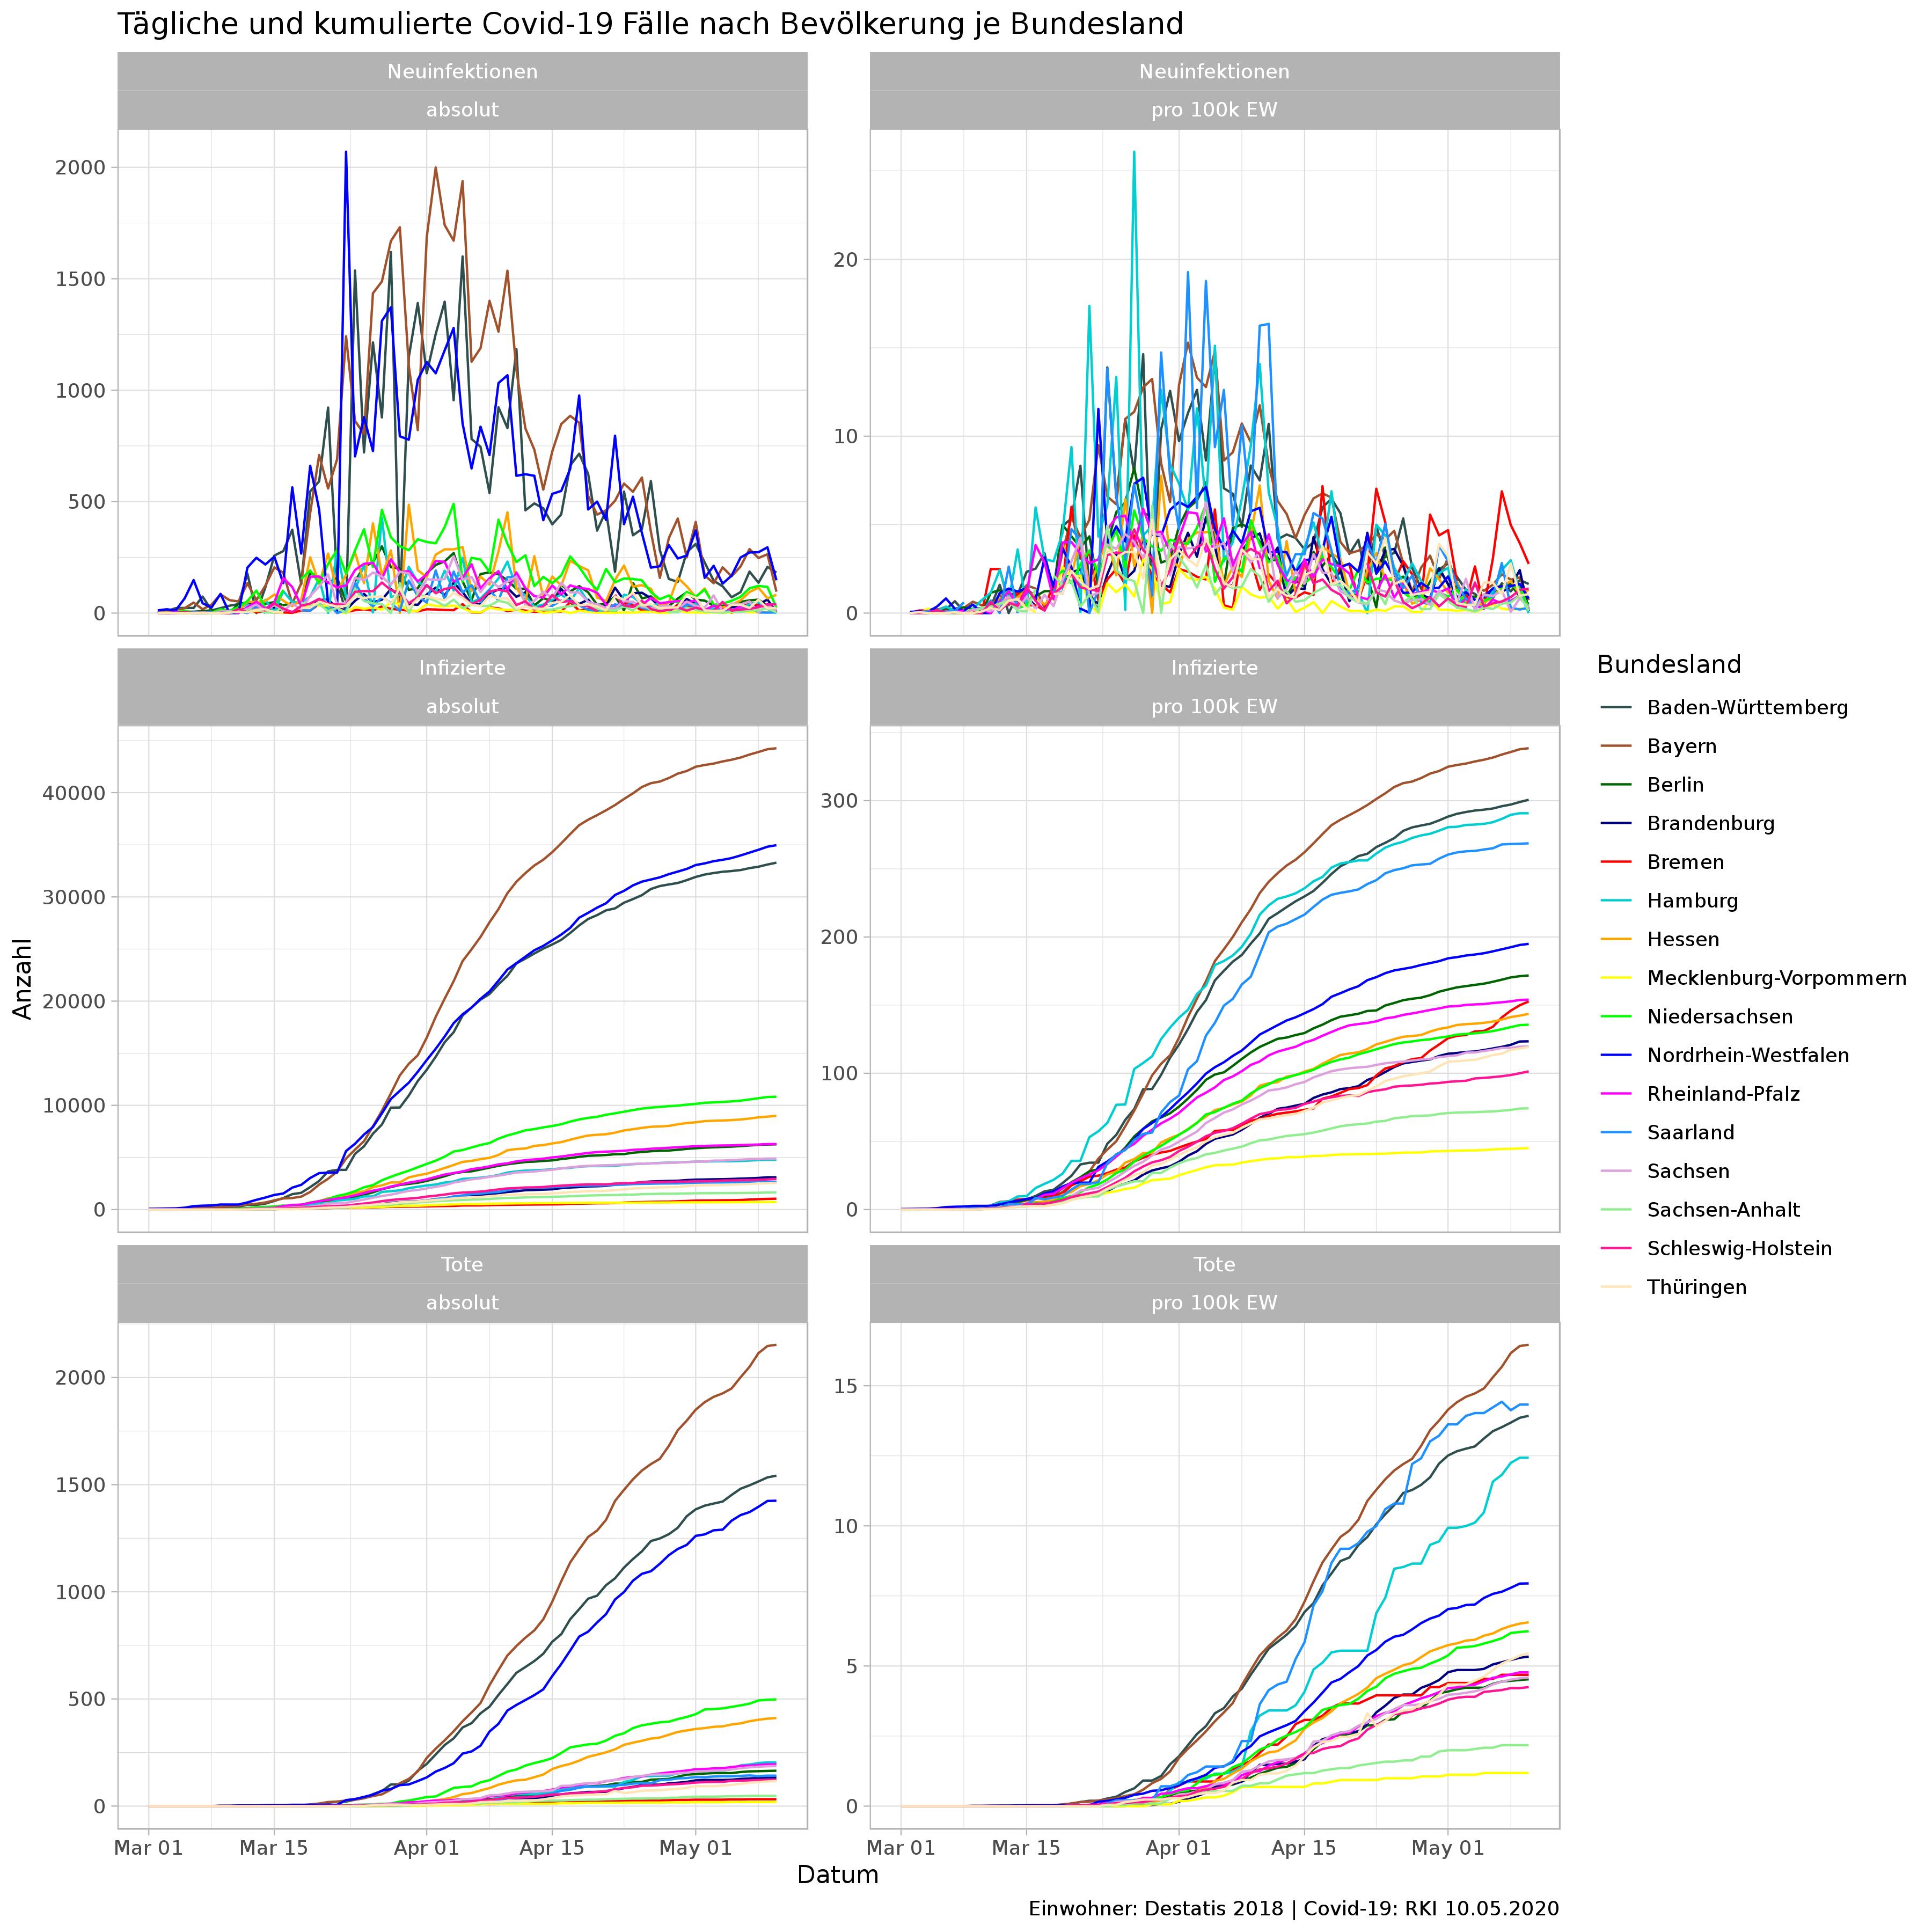 Tägliche und kumulierte Covid-19 Fälle nach Bevölkerung je Bundesland
Neuinfektionen
absolut
2000
1500
1000
500
0
Neuinfektionen
pro 100k EW
20
10
0
Infizierte
absolut
40000
30000
20000
10000
0
Infizierte
pro 100k EW
300
200
100
0
Tote
absolut
2000
1500
1000
500
0
Mar 01 Mar 15 Apr 01 Apr 15 May 01
Tote
pro 100k EW
15
10
5
0
Mar 01 Mar 15 Apr 01 Apr 15 May 01
Anzahl
Datum
Bundesland
Baden-Württemberg
Bayern
Berlin
Brandenburg
Bremen
Hamburg
Hessen
Mecklenburg-Vorpommern
Niedersachsen
Nordrhein-Westfalen
Rheinland-Pfalz
Saarland
Sachsen
Sachsen-Anhalt
Schleswig-Holstein
Thüringen
Einwohner: Destatis 2018 | Covid-19: RKI 10.05.2020